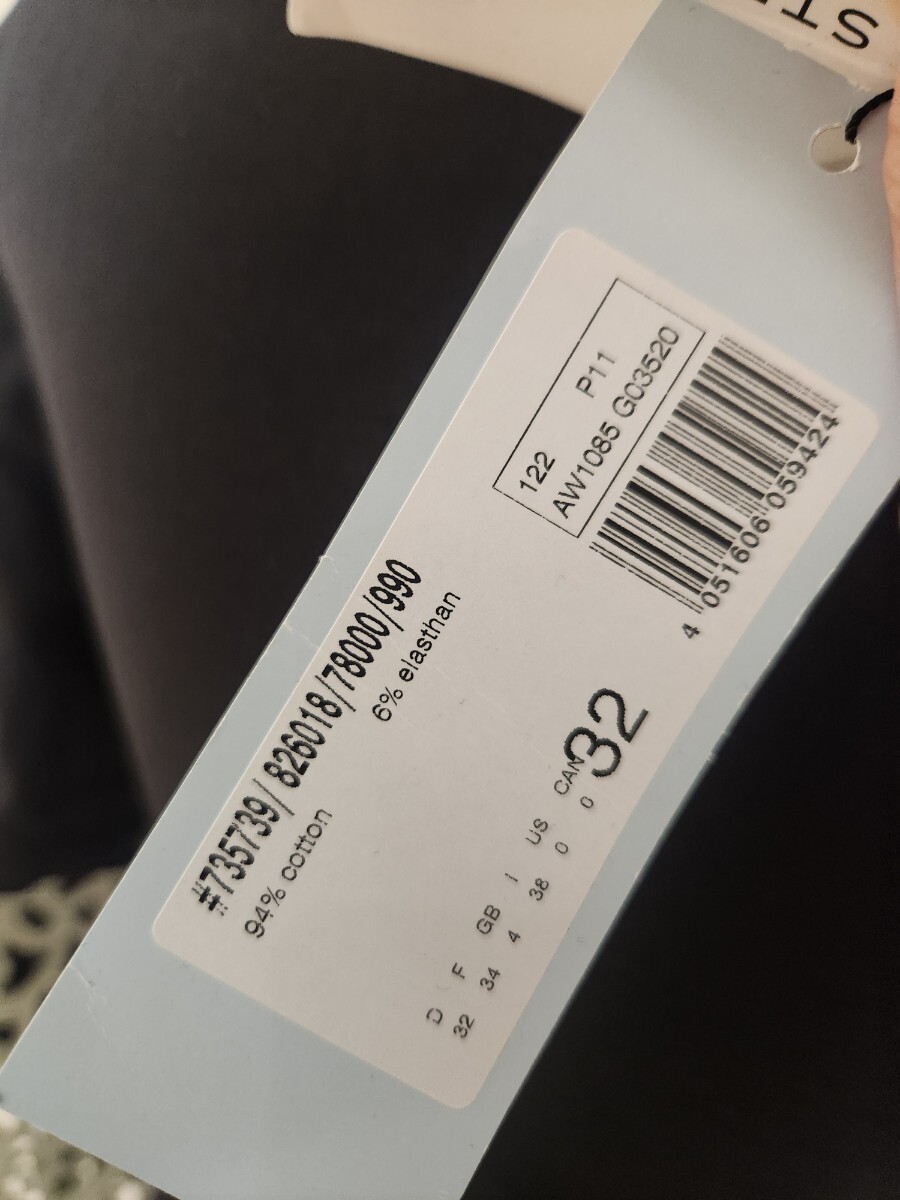 #735739/ 826018/78000/990
94% cotton 6% elasthan
122 P11
AW1085 G03520
4 051606 059424
D F GB I US CAN
32 34 4 38 0 0
32